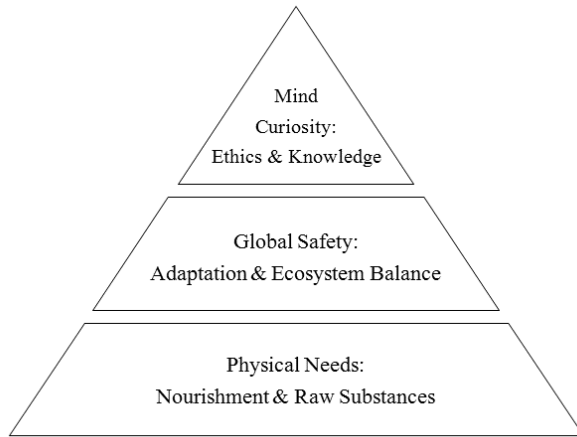 Mind
Curiosity:
Ethics & Knowledge
Global Safety:
Adaptation & Ecosystem Balance
Physical Needs:
Nourishment & Raw Substances